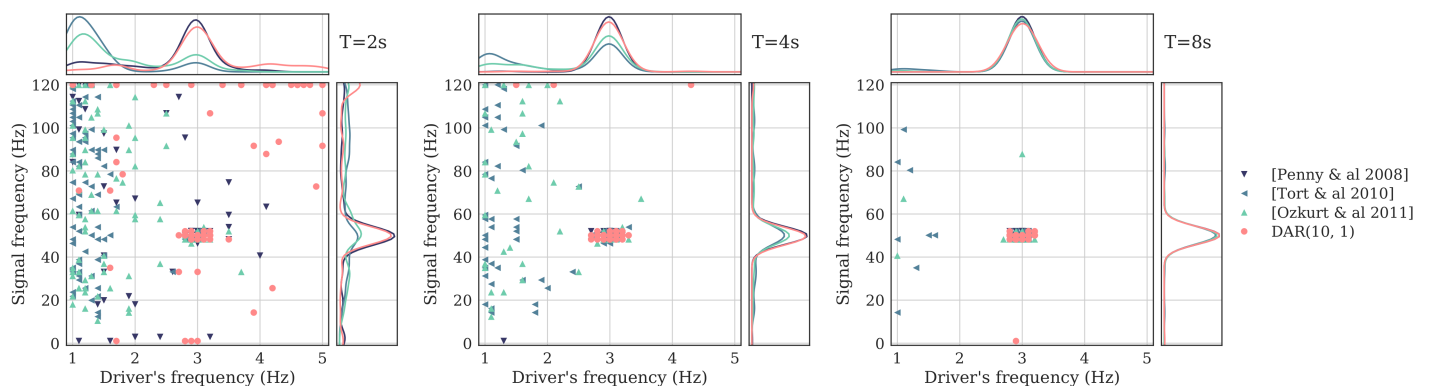 T=2s
120
100
80
60
40
20
0
Signal frequency (Hz)
1 2 3 4 5
Driver's frequency (Hz)
T=4s
120
100
80
60
40
20
0
Signal frequency (Hz)
1 2 3 4 5
Driver's frequency (Hz)
T=8s
120
100
80
60
40
20
0
Signal frequency (Hz)
1 2 3 4 5
Driver's frequency (Hz)
[Penny & al 2008]
[Tort & al 2010]
[Ozkurt & al 2011]
DAR(10, 1)